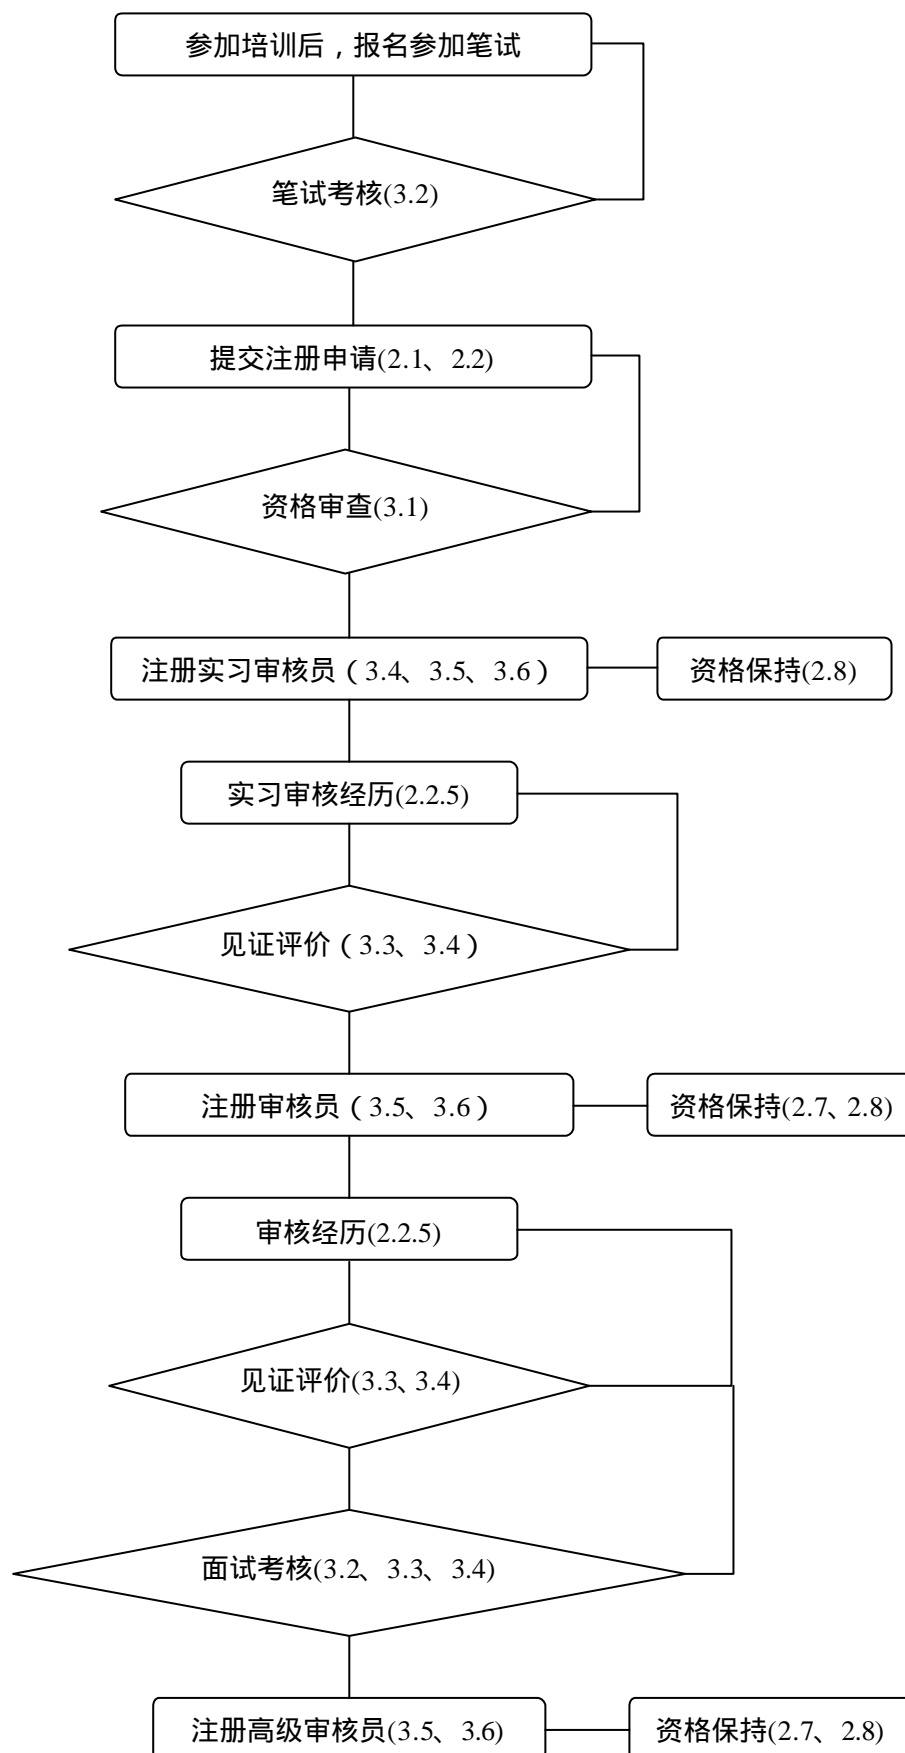 参加培训后，报名参加笔试
笔试考核(3.2)
提交注册申请(2.1、2.2)
资格审查(3.1)
注册实习审核员（3.4、3.5、3.6）
资格保持(2.8)
实习审核经历(2.2.5)
见证评价（3.3、3.4）
注册审核员（3.5、3.6）
资格保持(2.7、2.8)
审核经历(2.2.5)
见证评价(3.3、3.4)
面试考核(3.2、3.3、3.4)
注册高级审核员(3.5、3.6)
资格保持(2.7、2.8)